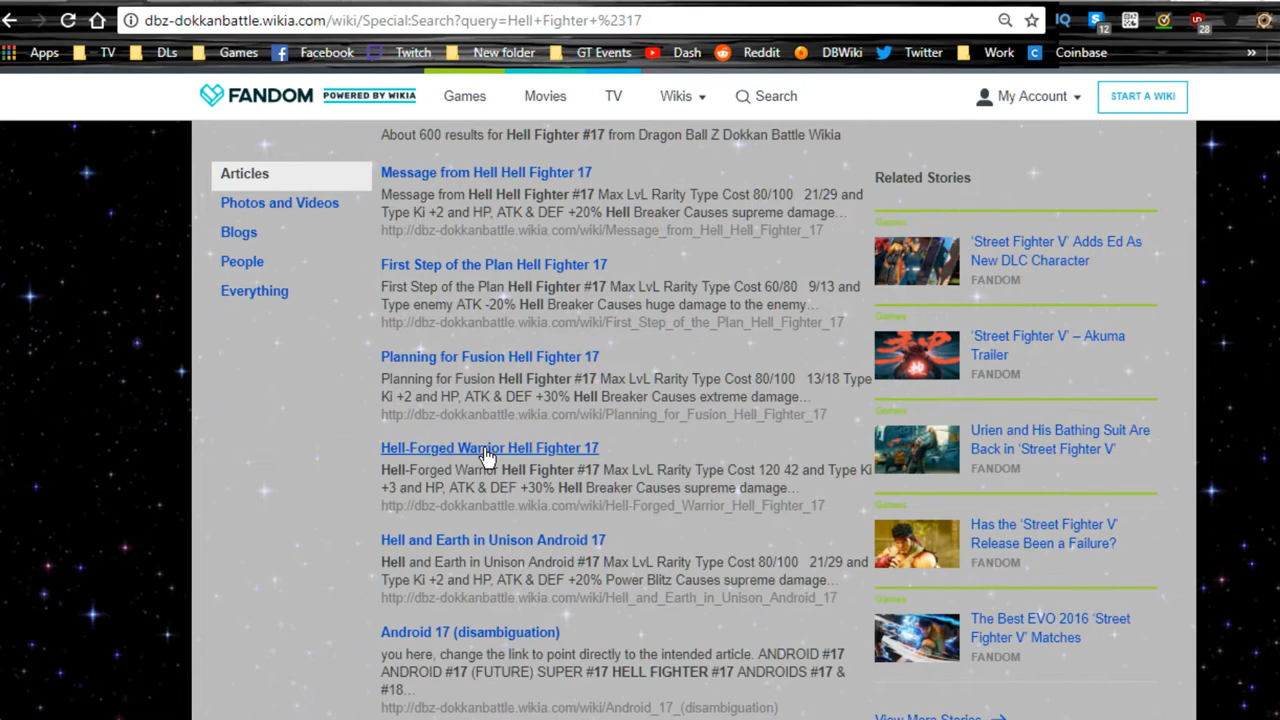 dbz-dokkanbattle.wikia.com/wiki/Special:Search?query=Hell+Fighter+%2317
12
28
Apps TV DLs Games Facebook Twitch New folder GT Events Dash Reddit DBWiki Twitter Work Coinbase »
FANDOM POWERED BY WIKIA Games Movies TV Wikis Search My Account START A WIKI
About 600 results for Hell Fighter #17 from Dragon Ball Z Dokkan Battle Wikia
Articles
Photos and Videos
Blogs
People
Everything
Message from Hell Hell Fighter 17
Message from Hell Hell Fighter #17 Max LvL Rarity Type Cost 80/100 21/29 and
Type Ki +2 and HP, ATK & DEF +20% Hell Breaker Causes supreme damage...
http://dbz-dokkanbattle.wikia.com/wiki/Message_from_Hell_Hell_Fighter_17
First Step of the Plan Hell Fighter 17
First Step of the Plan Hell Fighter #17 Max LvL Rarity Type Cost 60/80 9/13 and
Type enemy ATK -20% Hell Breaker Causes huge damage to the enemy...
http://dbz-dokkanbattle.wikia.com/wiki/First_Step_of_the_Plan_Hell_Fighter_17
Planning for Fusion Hell Fighter 17
Planning for Fusion Hell Fighter #17 Max LvL Rarity Type Cost 80/100 13/18 Type
Ki +2 and HP, ATK & DEF +30% Hell Breaker Causes extreme damage...
http://dbz-dokkanbattle.wikia.com/wiki/Planning_for_Fusion_Hell_Fighter_17
Hell-Forged Warrior Hell Fighter 17
Hell-Forged Warrior Hell Fighter #17 Max LvL Rarity Type Cost 120 42 and Type Ki
+3 and HP, ATK & DEF +30% Hell Breaker Causes supreme damage...
http://dbz-dokkanbattle.wikia.com/wiki/Hell-Forged_Warrior_Hell_Fighter_17
Hell and Earth in Unison Android 17
Hell and Earth in Unison Android #17 Max LvL Rarity Type Cost 80/100 21/29 and
Type Ki +2 and HP, ATK & DEF +20% Power Blitz Causes supreme damage...
http://dbz-dokkanbattle.wikia.com/wiki/Hell_and_Earth_in_Unison_Android_17
Android 17 (disambiguation)
you here, change the link to point directly to the intended article. ANDROID #17
ANDROID #17 (FUTURE) SUPER #17 HELL FIGHTER #17 ANDROIDS #17 &
#18...
http://dbz-dokkanbattle.wikia.com/wiki/Android_17_(disambiguation)
Related Stories
Games
'Street Fighter V' Adds Ed As
New DLC Character
FANDOM
Games
'Street Fighter V' – Akuma
Trailer
FANDOM
Games
Urien and His Bathing Suit Are
Back in 'Street Fighter V'
FANDOM
Games
Has the 'Street Fighter V'
Release Been a Failure?
FANDOM
Games
The Best EVO 2016 'Street
Fighter V' Matches
FANDOM
View More Stories